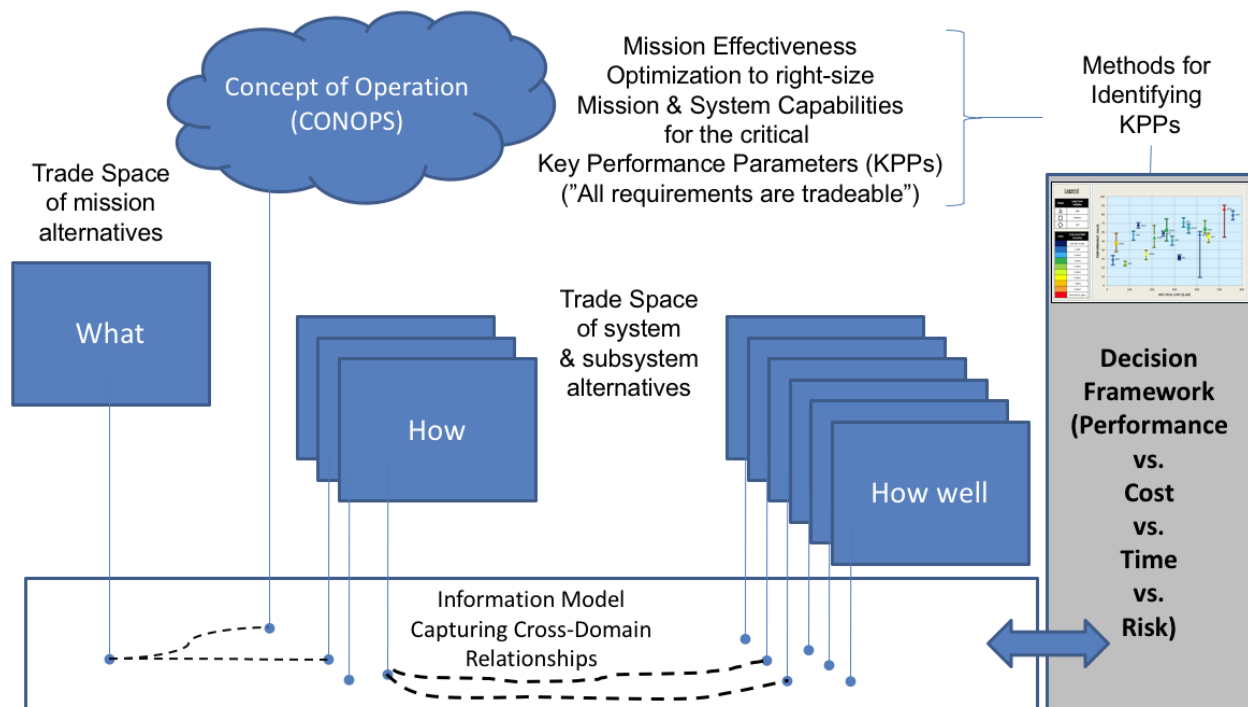 Concept of Operation
(CONOPS)
Mission Effectiveness
Optimization to right-size
Mission & System Capabilities
for the critical
Key Performance Parameters (KPPs)
(”All requirements are tradeable”)
Methods for
Identifying
KPPs
Trade Space
of mission
alternatives
What
How
Trade Space
of system
& subsystem
alternatives
How well
Legend
Decision
Framework
(Performance
vs.
Cost
vs.
Time
vs.
Risk)
Information Model
Capturing Cross-Domain
Relationships